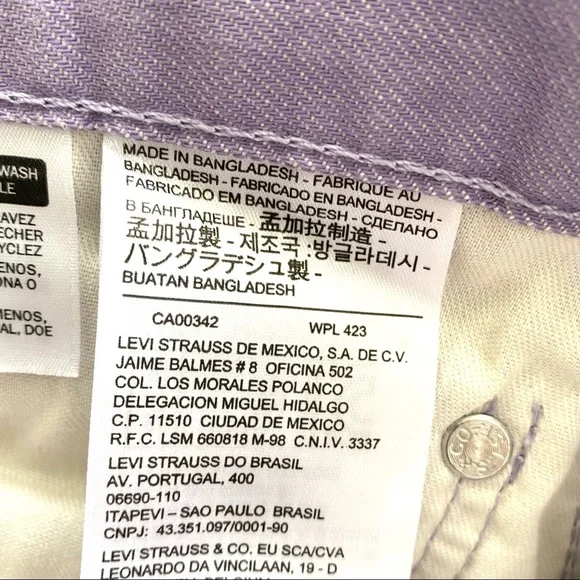 WASH
LE
AVEZ
ECHER
YCLEZ
ENOS,
ONA O
MENOS,
AL, DOE
MADE IN BANGLADESH - FABRIQUE AU
BANGLADESH - FABRICADO EN BANGLADESH -
FABRICADO EM BANGLADESH - СДЕЛАНО
В БАНГЛАДЕШЕ - 孟加拉制造 -
孟加拉製 - 제조국 :방글라데시 -
バングラデシュ製 -
BUATAN BANGLADESH
CA00342 WPL 423
LEVI STRAUSS DE MEXICO, S.A. DE C.V.
JAIME BALMES # 8 OFICINA 502
COL. LOS MORALES POLANCO
DELEGACION MIGUEL HIDALGO
C.P. 11510 CIUDAD DE MEXICO
R.F.C. LSM 660818 M-98 C.N.I.V. 3337
LEVI STRAUSS DO BRASIL
AV. PORTUGAL, 400
06690-110
ITAPEVI – SAO PAULO BRASIL
CNPJ: 43.351.097/0001-90
LEVI STRAUSS & CO. EU SCA/CVA
LEONARDO DA VINCILAAN, 19 - D